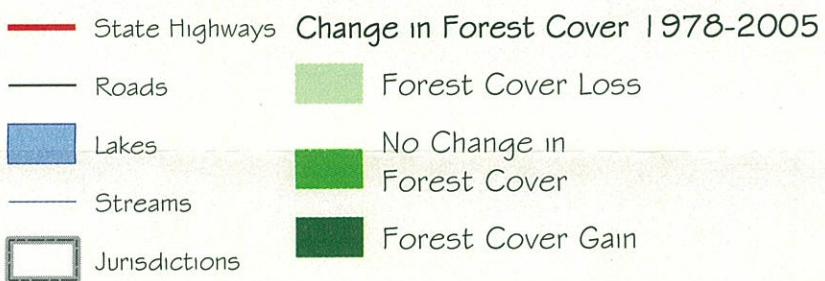 State Highways
Roads
Lakes
Streams
Jurisdictions
Change in Forest Cover 1978-2005
Forest Cover Loss
No Change in
Forest Cover
Forest Cover Gain